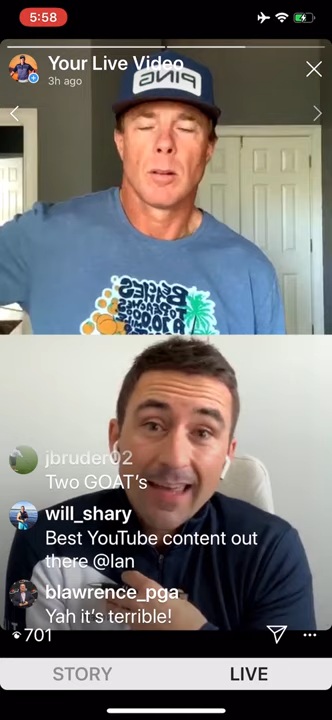 5:58
Your Live Video
3h ago
PING
jbruder02
Two GOAT's
will_shary
Best YouTube content out
there @Ian
blawrence_pga
Yah it's terrible!
701
STORY
LIVE